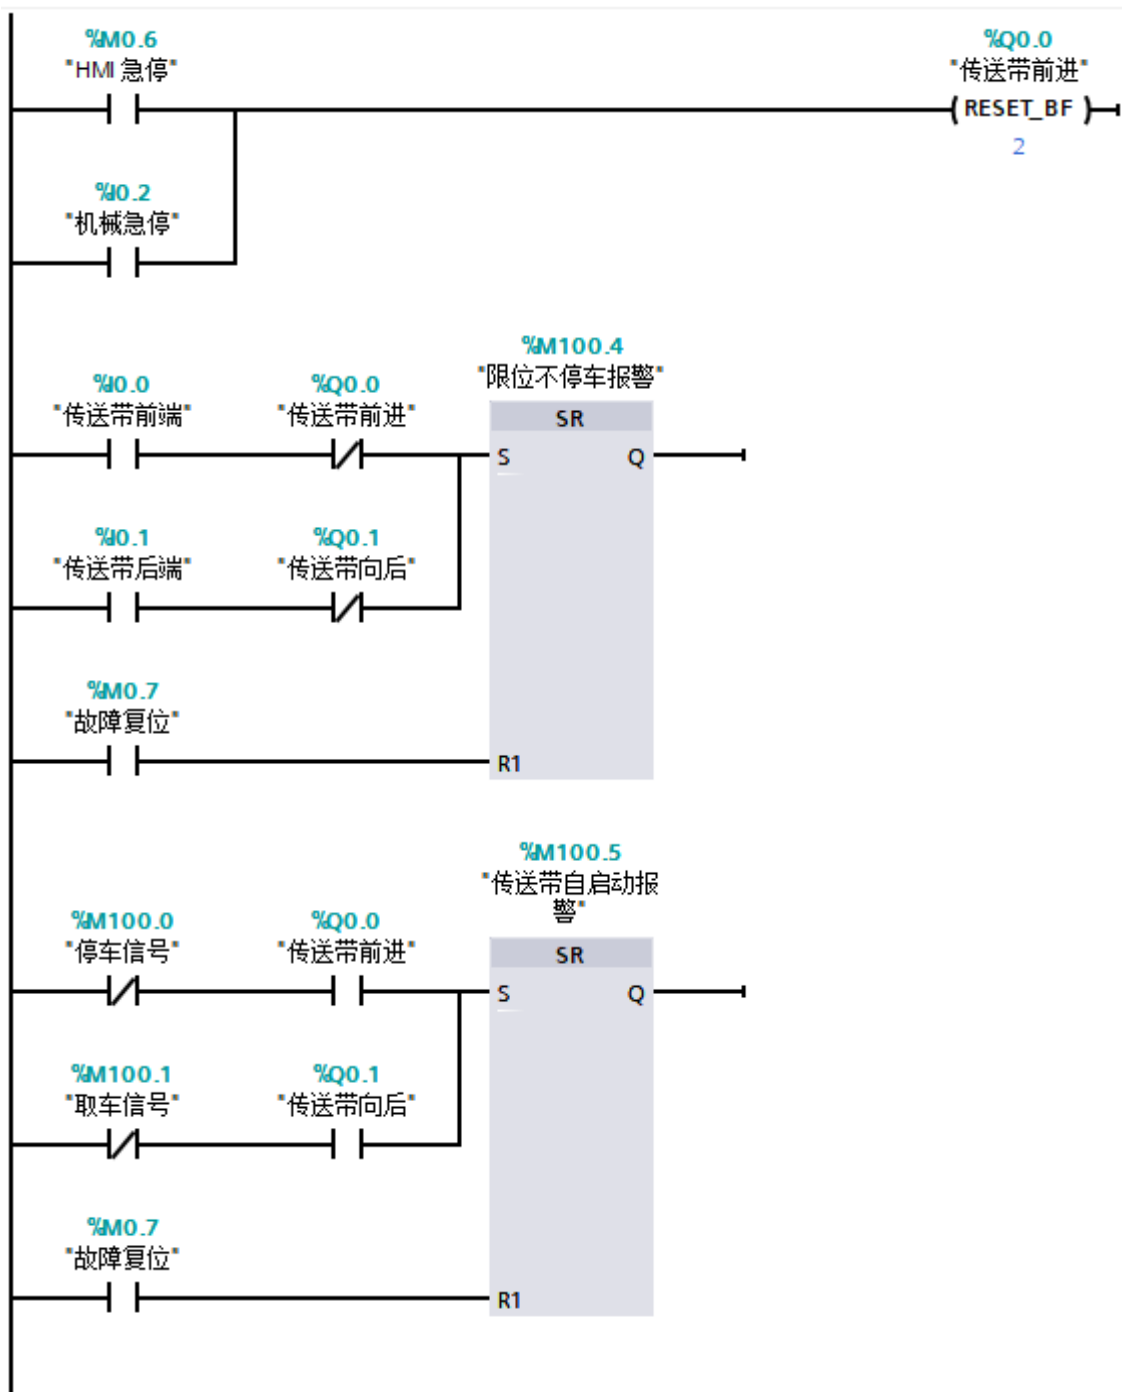 %M0.6
"HMI 急停"
%Q0.0
"传送带前进"
RESET_BF
2
%I0.2
"机械急停"
%M100.4
"限位不停车报警"
%I0.0
"传送带前端"
%Q0.0
"传送带前进"
SR
S
Q
%I0.1
"传送带后端"
%Q0.1
"传送带向后"
%M0.7
"故障复位"
R1
%M100.5
"传送带自启动报
警"
%M100.0
"停车信号"
%Q0.0
"传送带前进"
SR
S
Q
%M100.1
"取车信号"
%Q0.1
"传送带向后"
%M0.7
"故障复位"
R1